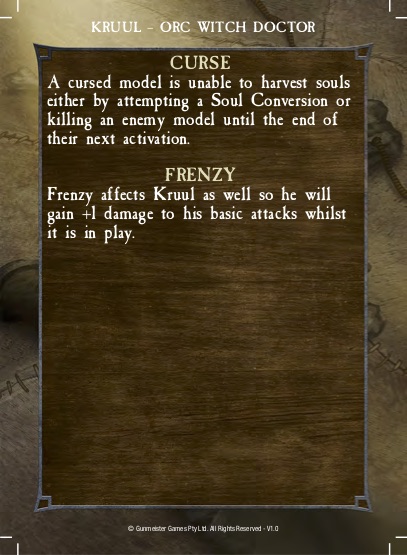 KRUUL - ORC WITCH DOCTOR
CURSE
A cursed model is unable to harvest souls
either by attempting a Soul Conversion or
killing an enemy model until the end of
their next activation.
FRENZY
Frenzy affects Kruul as well so he will
gain +1 damage to his basic attacks whilst
it is in play.
© Gunmeister Games Pty Ltd. All Rights Reserved - V1.0